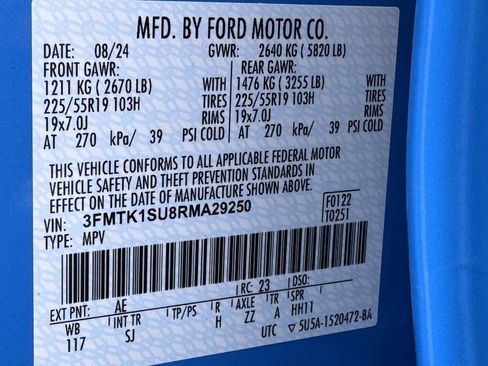 MFD. BY FORD MOTOR CO.
DATE: 08/24 GVWR: 2640 KG ( 5820 LB)
FRONT GAWR: REAR GAWR:
1211 KG ( 2670 LB) WITH 1476 KG ( 3255 LB) WITH
225/55R19 103H TIRES 225/55R19 103H TIRES
19x7.0J RIMS 19x7.0J RIMS
AT 270 kPa/ 39 PSI COLD AT 270 kPa/ 39 PSI COLD
THIS VEHICLE CONFORMS TO ALL APPLICABLE FEDERAL MOTOR
VEHICLE SAFETY AND THEFT PREVENTION STANDARDS IN
EFFECT ON THE DATE OF MANUFACTURE SHOWN ABOVE.
VIN: 3FMTK1SU8RMA29250 F0122
TYPE: MPV T0251
EXT PNT: AE RC: 23 DSO:
WB INT TR TP/PS R AXLE TR SPR
117 SJ H ZZ A HH11
UTC 5U5A-1520472-BA